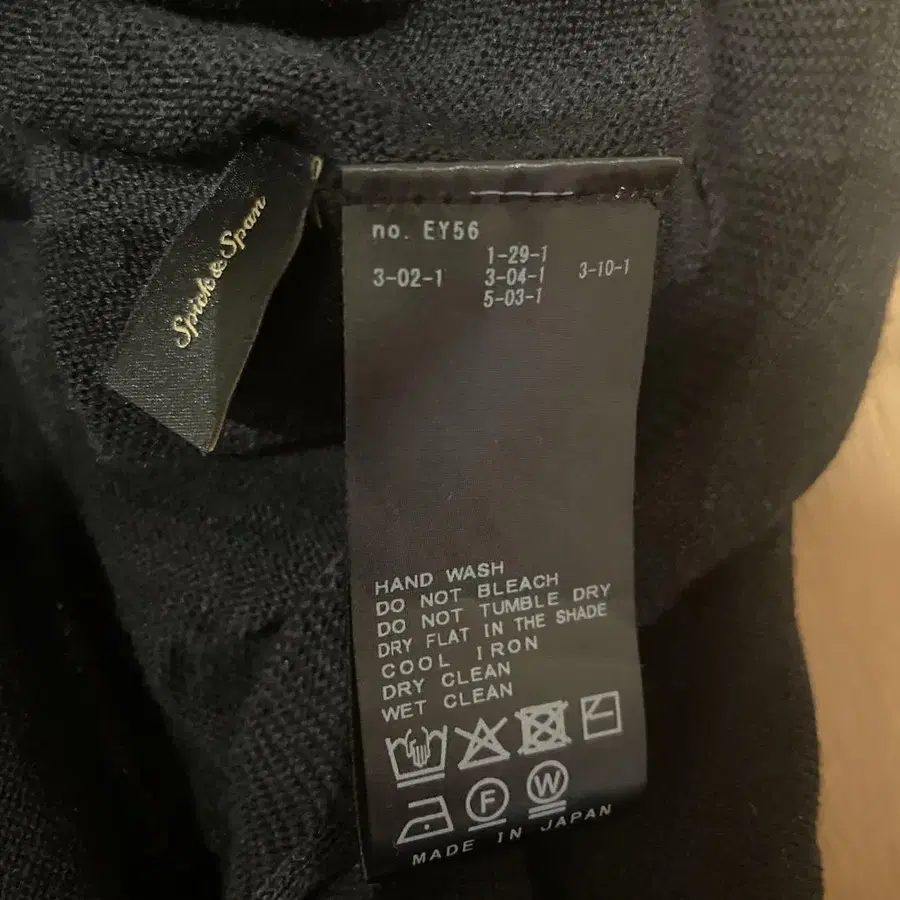 Spick & Span
no. EY56
1-29-1
3-02-1 3-04-1 3-10-1
5-03-1
HAND WASH
DO NOT BLEACH
DO NOT TUMBLE DRY
DRY FLAT IN THE SHADE
COOL IRON
DRY CLEAN
WET CLEAN
F W
MADE IN JAPAN